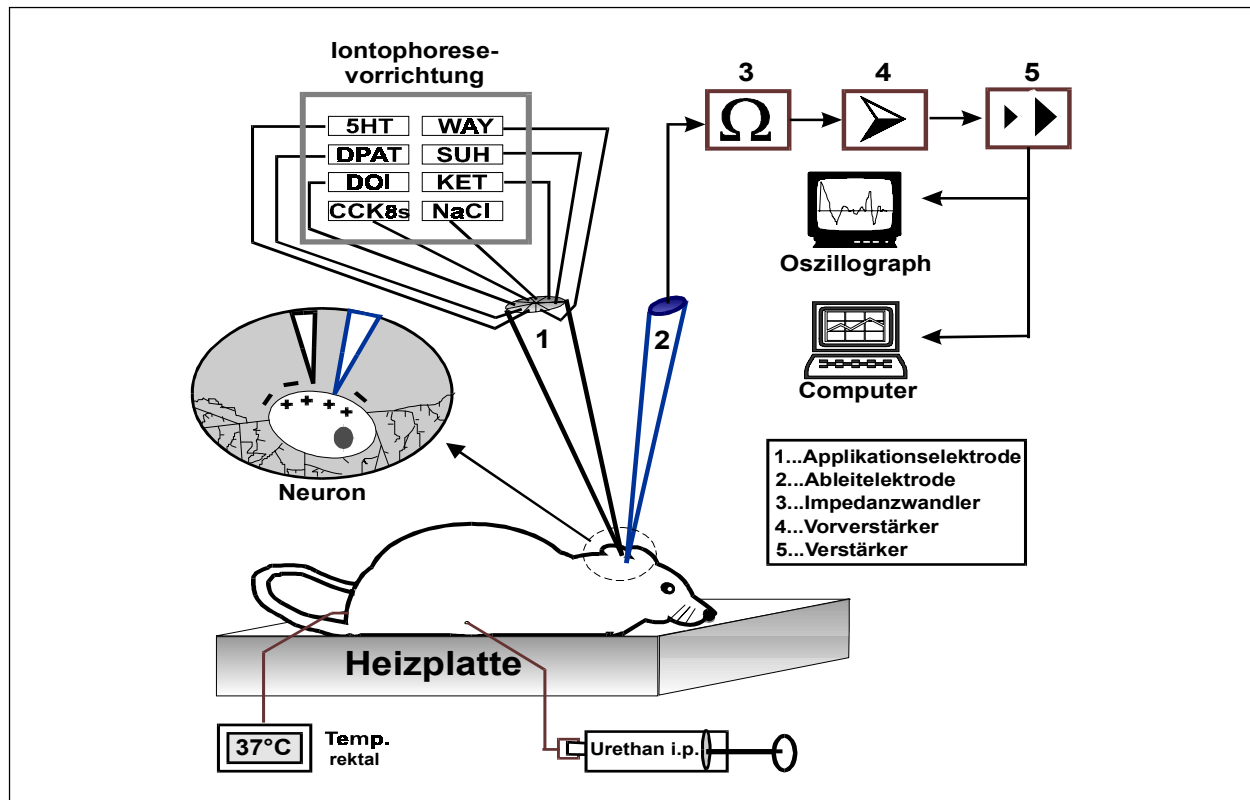 Iontophorese-
vorrichtung
5HT WAY
DPAT SUH
DOI KET
CCK8s NaCl
1
2
3 4 5
Ω
Oszillograph
Computer
Neuron
1...Applikationselektrode
2...Ableitelektrode
3...Impedanzwandler
4...Vorverstärker
5...Verstärker
Heizplatte
37°C
Temp.
rektal
Urethan i.p.